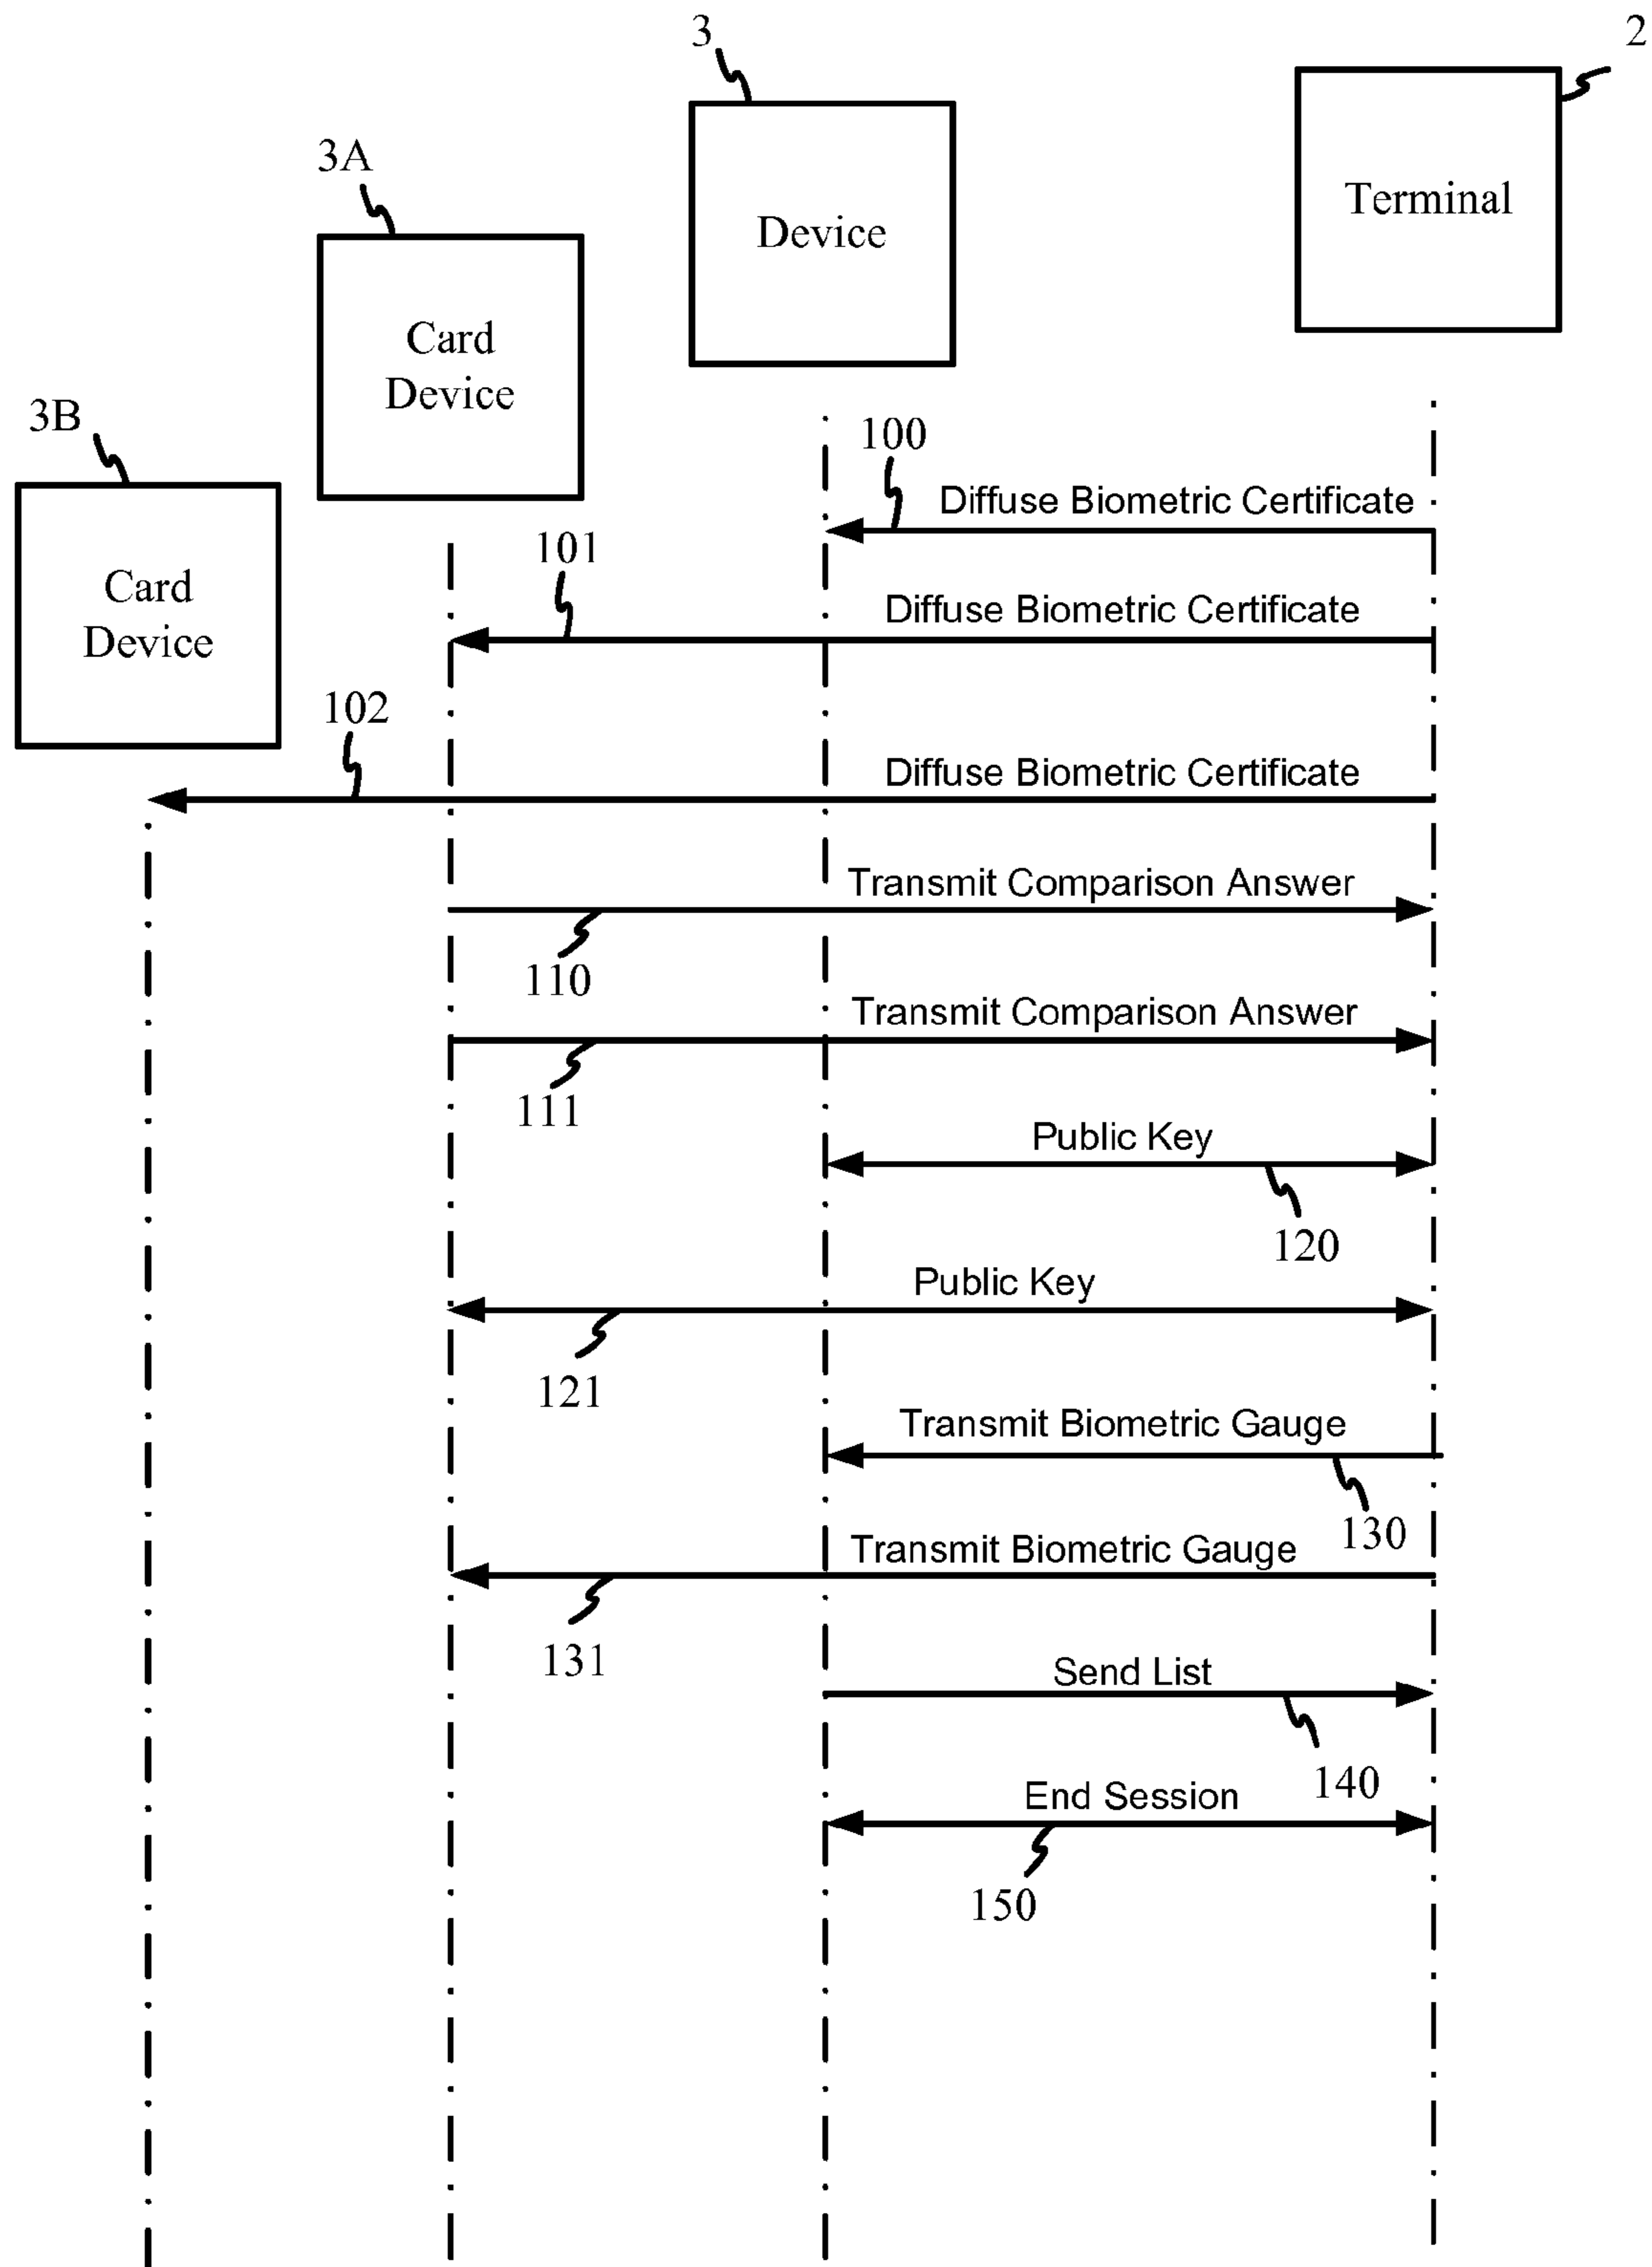 3
2
3A
Terminal
Device
Card
Device
3B
100
Diffuse Biometric Certificate
101
Card
Device
Diffuse Biometric Certificate
102
Diffuse Biometric Certificate
Transmit Comparison Answer
110
Transmit Comparison Answer
111
Public Key
120
Public Key
121
Transmit Biometric Gauge
130
Transmit Biometric Gauge
131
Send List
140
End Session
150